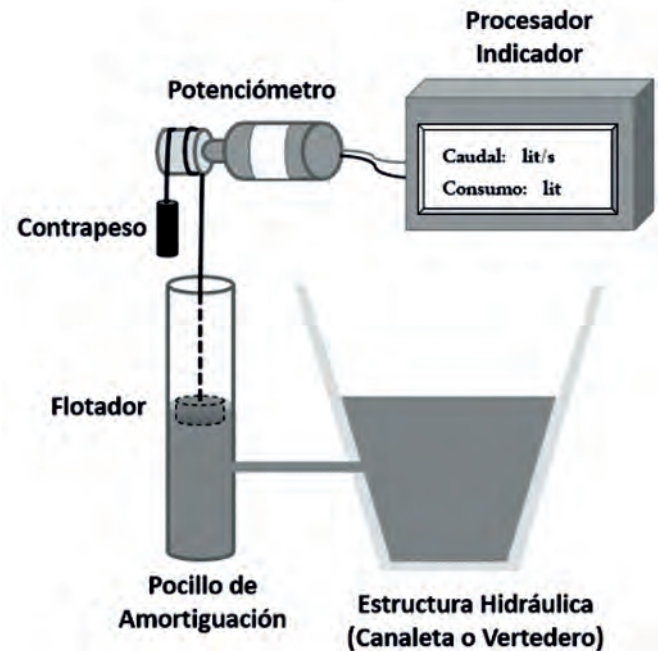 Procesador
Indicador
Potenciómetro
Caudal: lit/s
Consumo: lit
Contrapeso
Flotador
Pocillo de
Amortiguación
Estructura Hidráulica
(Canaleta o Vertedero)